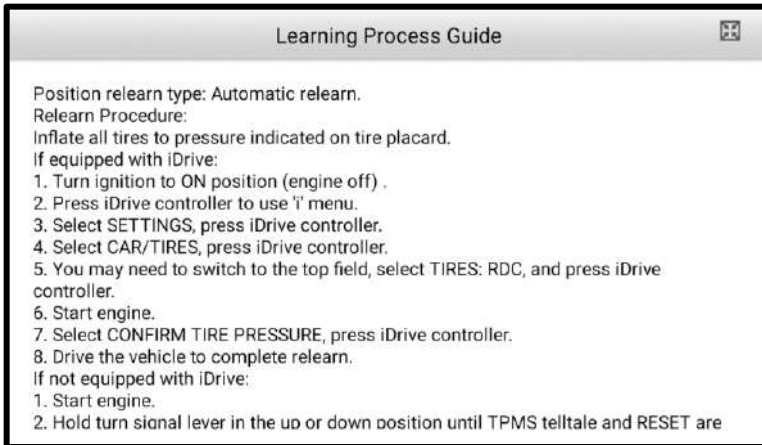 Learning Process Guide
Position relearn type: Automatic relearn.
Relearn Procedure:
Inflate all tires to pressure indicated on tire placard.
If equipped with iDrive:
1. Turn ignition to ON position (engine off) .
2. Press iDrive controller to use 'i' menu.
3. Select SETTINGS, press iDrive controller.
4. Select CAR/TIRES, press iDrive controller.
5. You may need to switch to the top field, select TIRES: RDC, and press iDrive
controller.
6. Start engine.
7. Select CONFIRM TIRE PRESSURE, press iDrive controller.
8. Drive the vehicle to complete relearn.
If not equipped with iDrive:
1. Start engine.
2. Hold turn signal lever in the up or down position until TPMS telltale and RESET are